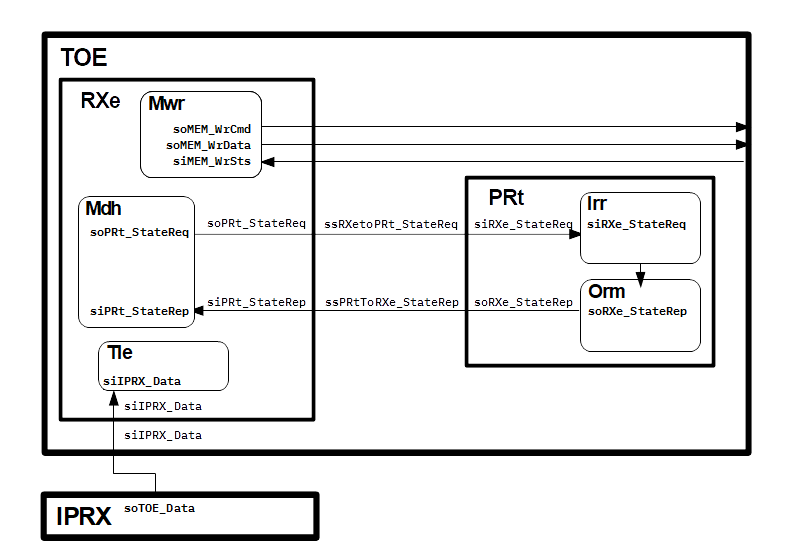 TOE
RXe
Mwr
soMEM_WrCmd
soMEM_WrData
siMEM_WrSts
Mdh
soPRt_StateReq
soPRt_StateReq
ssRXetoPRt_StateReq
siRXe_StateReq
PRt
Irr
siRXe_StateReq
siPRt_StateRep
siPRt_StateRep
ssPRtToRXe_StateRep
soRXe_StateRep
Orm
soRXe_StateRep
Tle
siIPRX_Data
siIPRX_Data
siIPRX_Data
IPRX
soTOE_Data